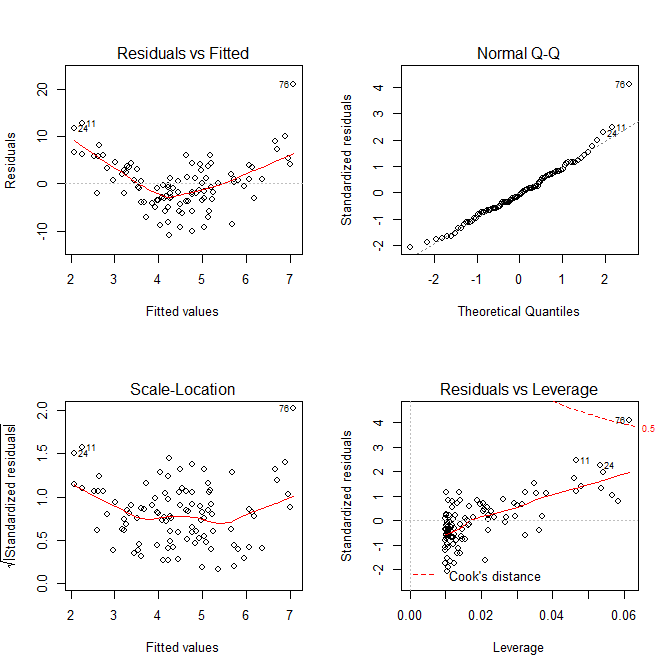 Residuals vs Fitted
Residuals
20
10
0
-10
76
11
24
2 3 4 5 6 7
Fitted values
Normal Q-Q
Standardized residuals
4
3
2
1
0
-1
-2
76
11
24
-2 -1 0 1 2
Theoretical Quantiles
Scale-Location
√|Standardized residuals|
2.0
1.5
1.0
0.5
0.0
76
11
24
2 3 4 5 6 7
Fitted values
Residuals vs Leverage
Standardized residuals
4
3
2
1
0
-1
-2
76
0.5
11
24
Cook's distance
0.00 0.02 0.04 0.06
Leverage